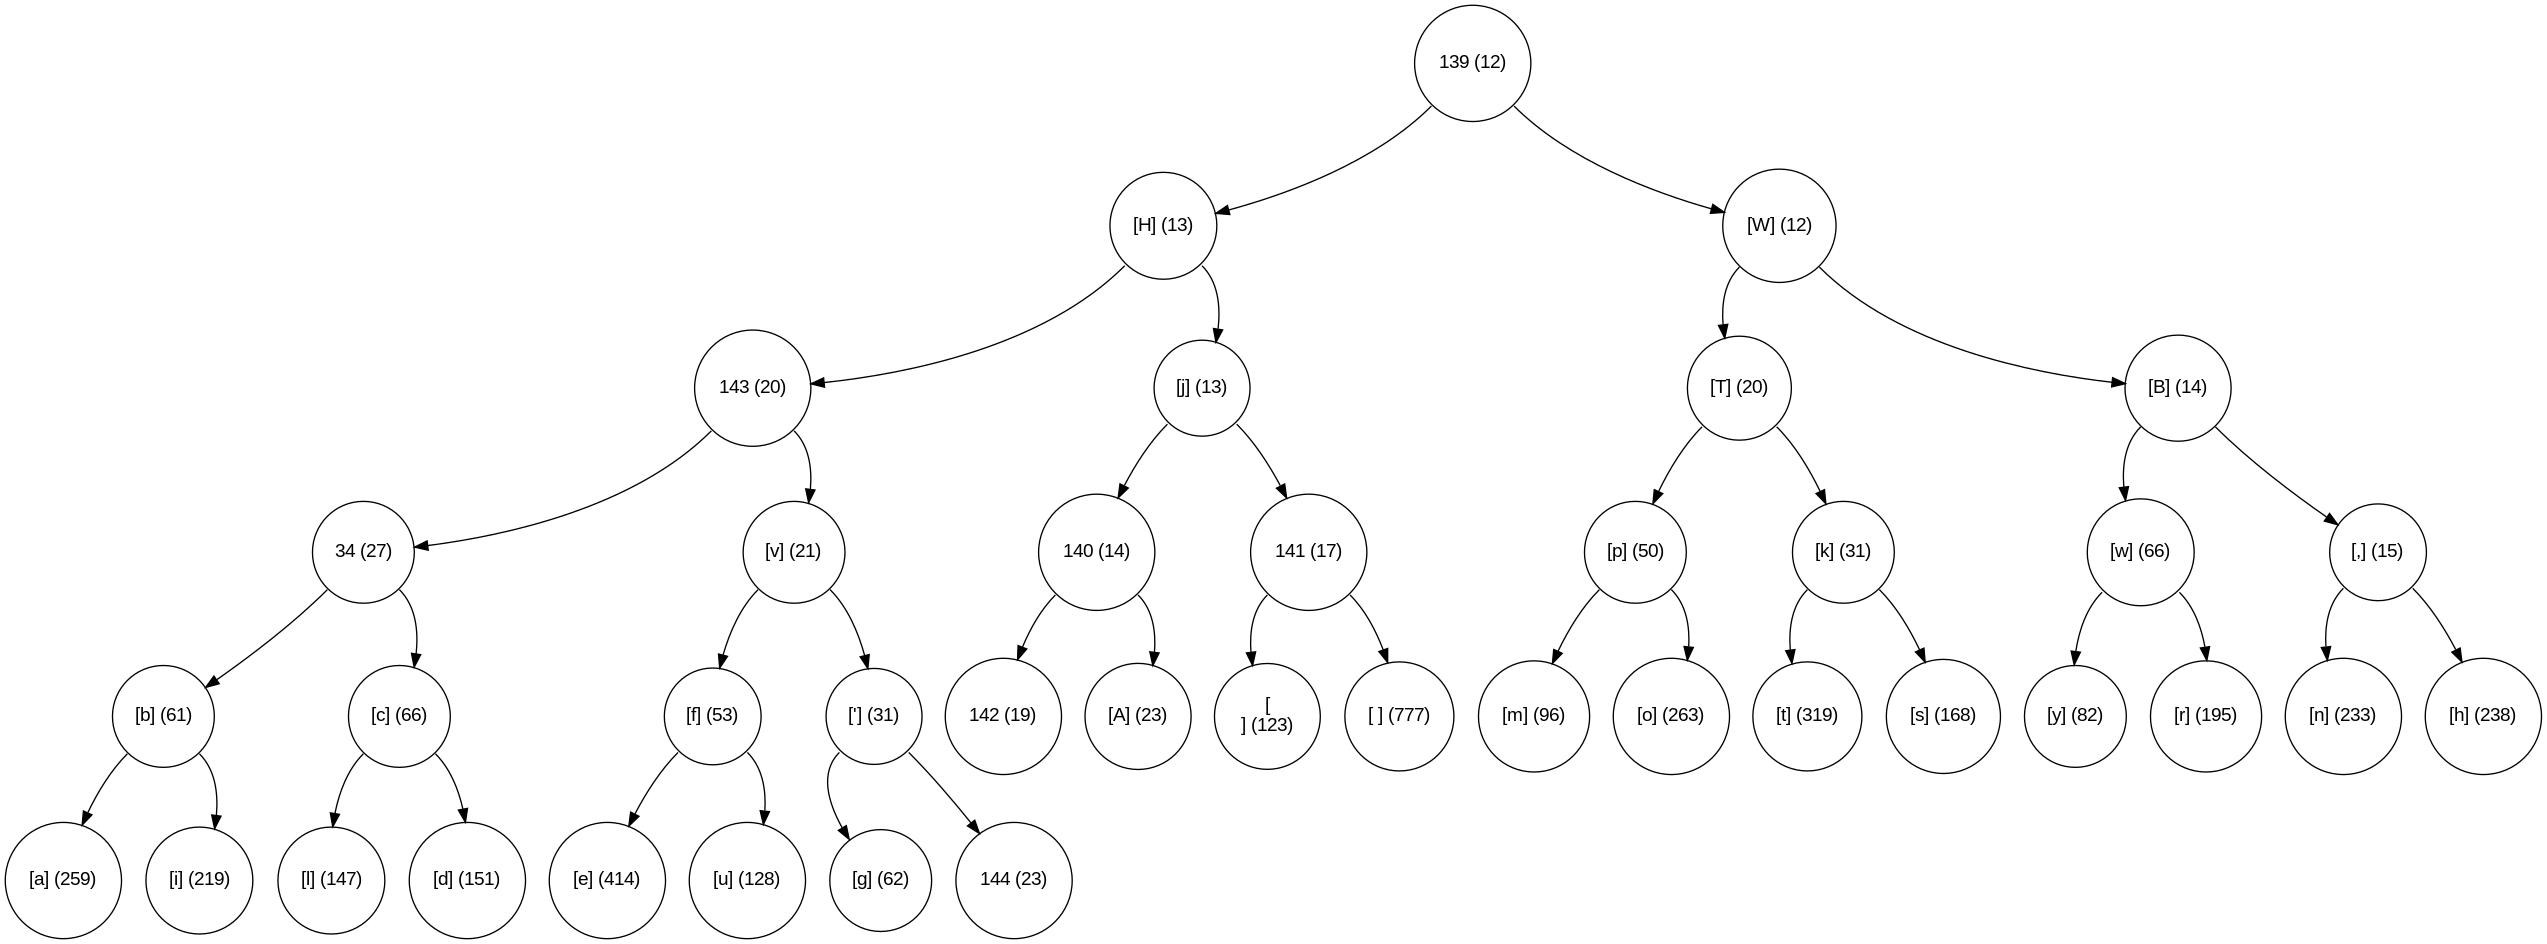 139 (12)
[H] (13)
[W] (12)
143 (20)
[j] (13)
[T] (20)
[B] (14)
34 (27)
[v] (21)
140 (14)
141 (17)
[p] (50)
[k] (31)
[w] (66)
[,] (15)
[b] (61)
[c] (66)
[f] (53)
['] (31)
142 (19)
[A] (23)
[
] (123)
[ ] (777)
[m] (96)
[o] (263)
[t] (319)
[s] (168)
[y] (82)
[r] (195)
[n] (233)
[h] (238)
[a] (259)
[i] (219)
[l] (147)
[d] (151)
[e] (414)
[u] (128)
[g] (62)
144 (23)